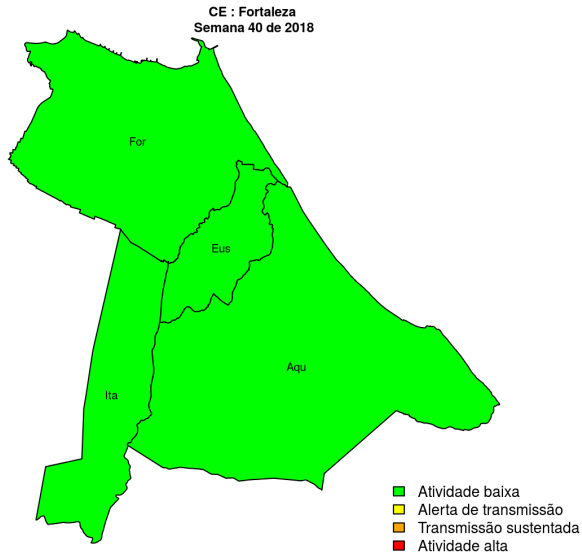 CE : Fortaleza
Semana 40 de 2018
For
Eus
Aqu
Ita
Atividade baixa
Alerta de transmissão
Transmissão sustentada
Atividade alta